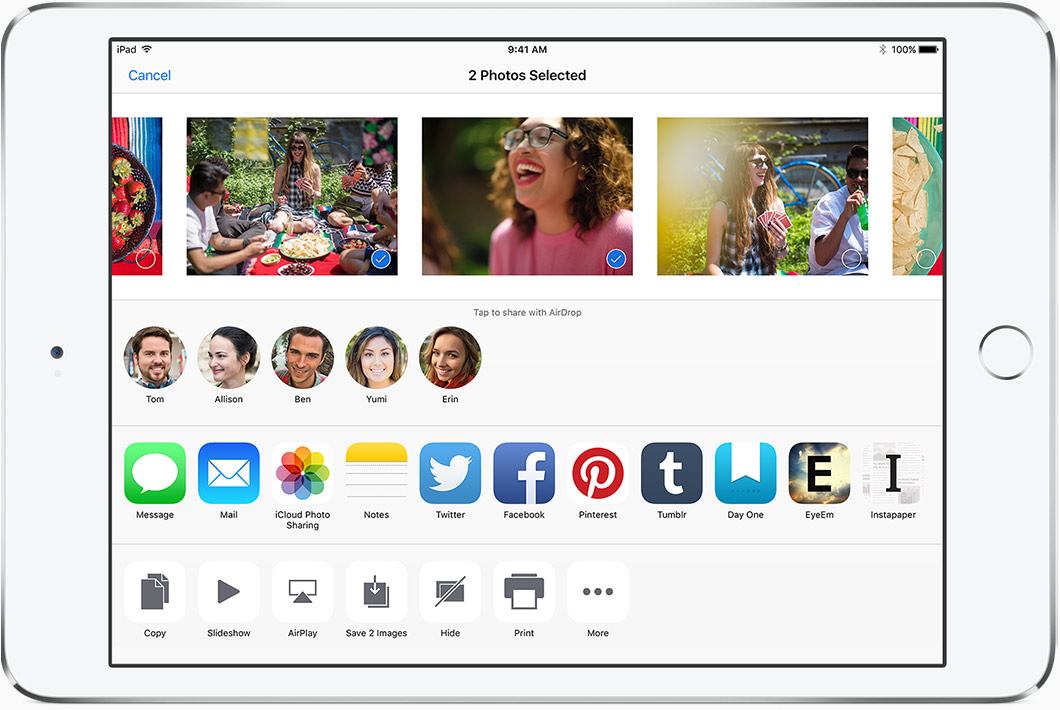 iPad 9:41 AM 100%
Cancel 2 Photos Selected
Tap to share with AirDrop
Tom Allison Ben Yumi Erin
t E I
Message Mail iCloud Photo Sharing Notes Twitter Facebook Pinterest Tumblr Day One EyeEm Instapaper
Copy Slideshow AirPlay Save 2 Images Hide Print More